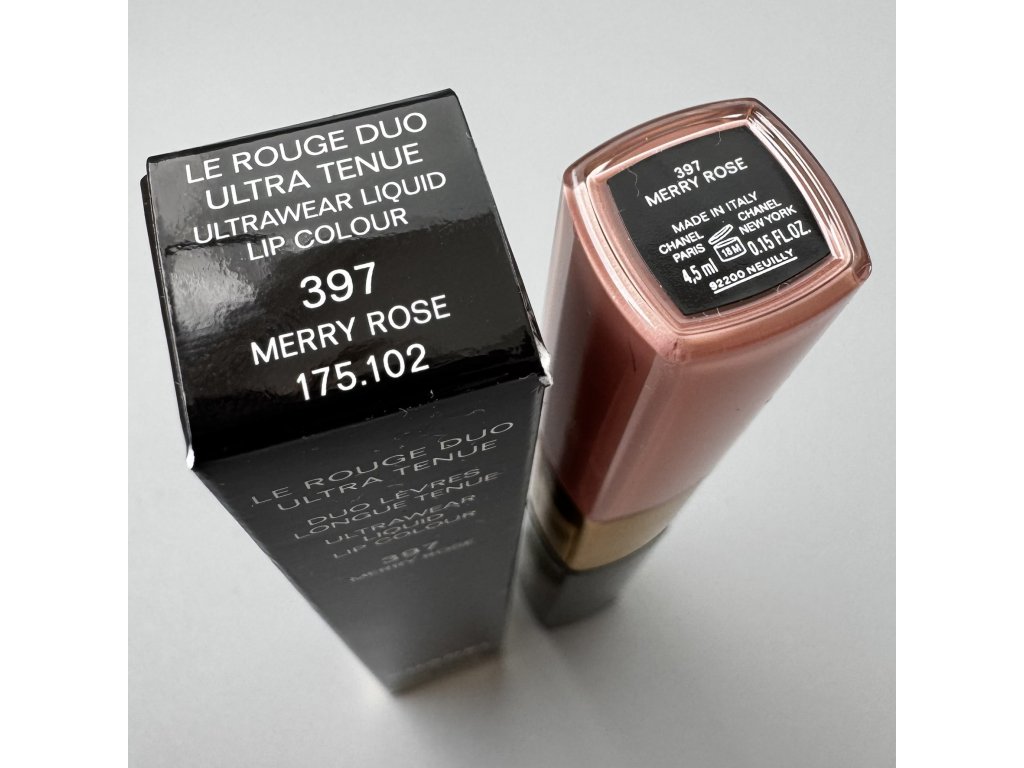 LE ROUGE DUO
ULTRA TENUE
ULTRAWEAR LIQUID
LIP COLOUR
397
MERRY ROSE
175.102
LE ROUGE DUO
ULTRA TENUE
DUO LÈVRES
LONGUE TENUE
ULTRAWEAR
LIQUID
LIP COLOUR
397
MERRY ROSE
397
MERRY ROSE
MADE IN ITALY
CHANEL CHANEL
PARIS 18M NEW YORK
4,5 ml 0.15 FL.OZ.
92200 NEUILLY